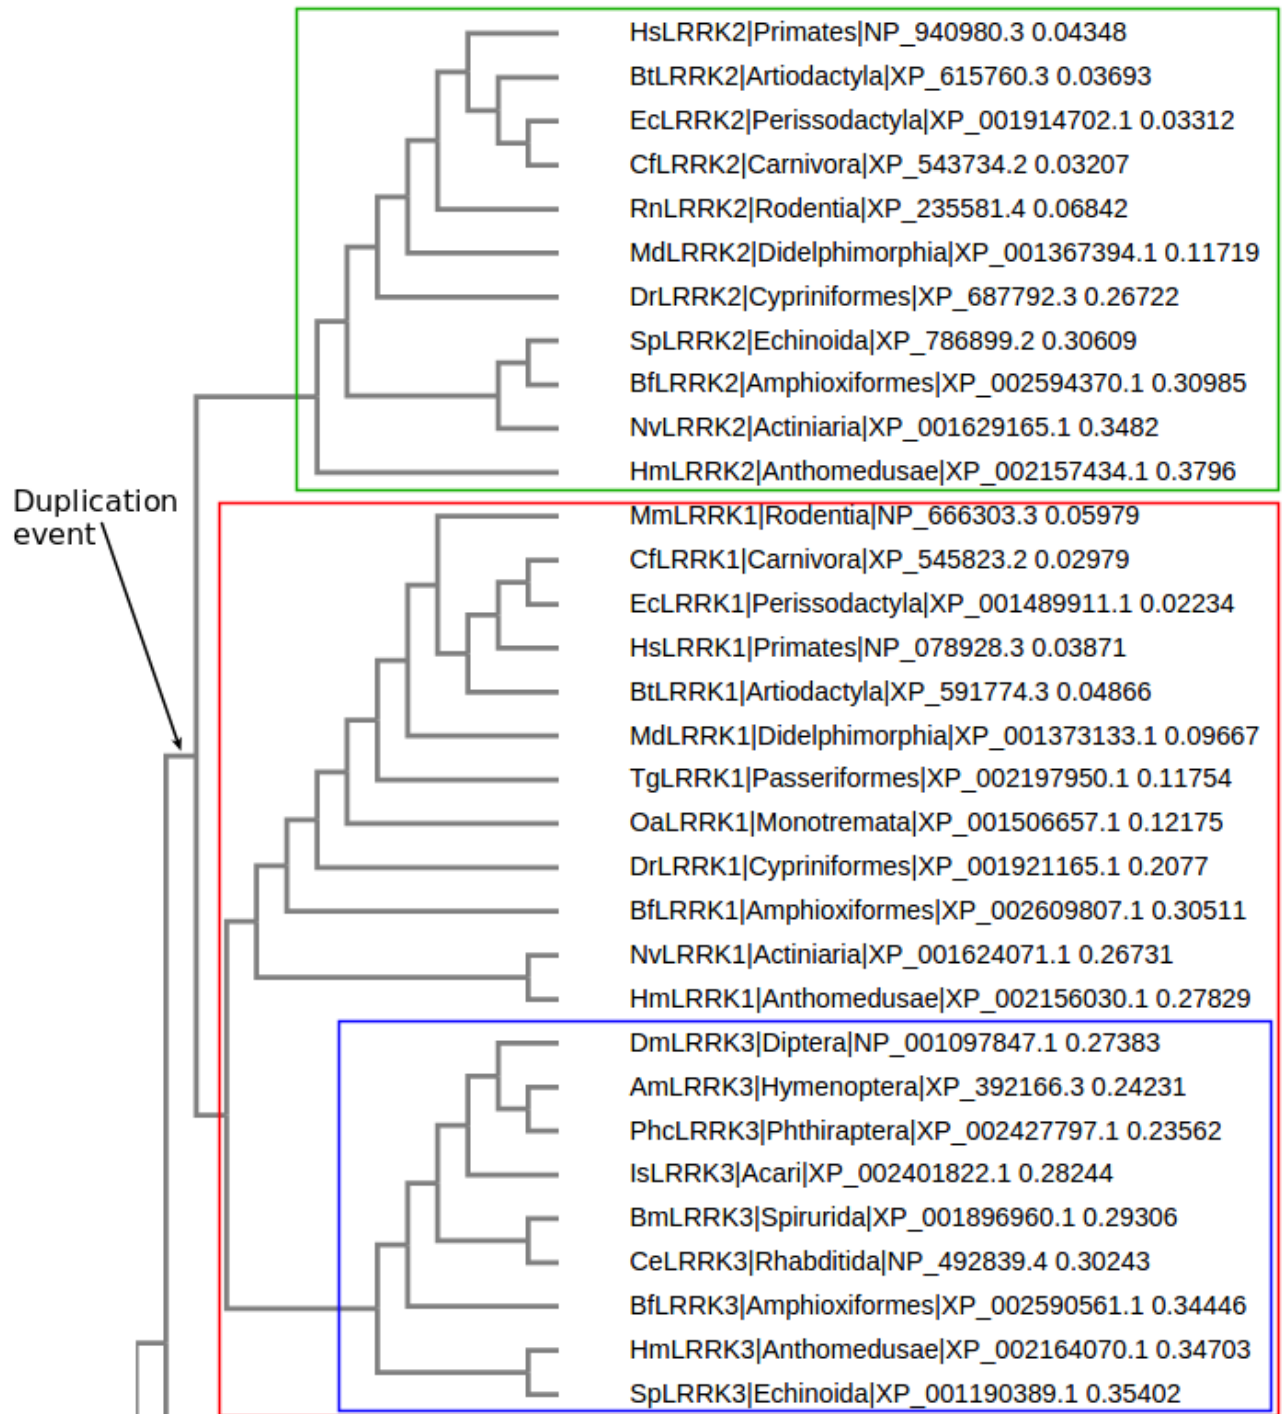 HsLRRK2|Primates|NP_940980.3 0.04348
BtLRRK2|Artiodactyla|XP_615760.3 0.03693
EcLRRK2|Perissodactyla|XP_001914702.1 0.03312
CfLRRK2|Carnivora|XP_543734.2 0.03207
RnLRRK2|Rodentia|XP_235581.4 0.06842
MdLRRK2|Didelphimorphia|XP_001367394.1 0.11719
DrLRRK2|Cypriniformes|XP_687792.3 0.26722
SpLRRK2|Echinoida|XP_786899.2 0.30609
BfLRRK2|Amphioxiformes|XP_002594370.1 0.30985
NvLRRK2|Actiniaria|XP_001629165.1 0.3482
HmLRRK2|Anthomedusae|XP_002157434.1 0.3796
Duplication
event
MmLRRK1|Rodentia|NP_666303.3 0.05979
CfLRRK1|Carnivora|XP_545823.2 0.02979
EcLRRK1|Perissodactyla|XP_001489911.1 0.02234
HsLRRK1|Primates|NP_078928.3 0.03871
BtLRRK1|Artiodactyla|XP_591774.3 0.04866
MdLRRK1|Didelphimorphia|XP_001373133.1 0.09667
TgLRRK1|Passeriformes|XP_002197950.1 0.11754
OaLRRK1|Monotremata|XP_001506657.1 0.12175
DrLRRK1|Cypriniformes|XP_001921165.1 0.2077
BfLRRK1|Amphioxiformes|XP_002609807.1 0.30511
NvLRRK1|Actiniaria|XP_001624071.1 0.26731
HmLRRK1|Anthomedusae|XP_002156030.1 0.27829
DmLRRK3|Diptera|NP_001097847.1 0.27383
AmLRRK3|Hymenoptera|XP_392166.3 0.24231
PhcLRRK3|Phthiraptera|XP_002427797.1 0.23562
IsLRRK3|Acari|XP_002401822.1 0.28244
BmLRRK3|Spirurida|XP_001896960.1 0.29306
CeLRRK3|Rhabditida|NP_492839.4 0.30243
BfLRRK3|Amphioxiformes|XP_002590561.1 0.34446
HmLRRK3|Anthomedusae|XP_002164070.1 0.34703
SpLRRK3|Echinoida|XP_001190389.1 0.35402